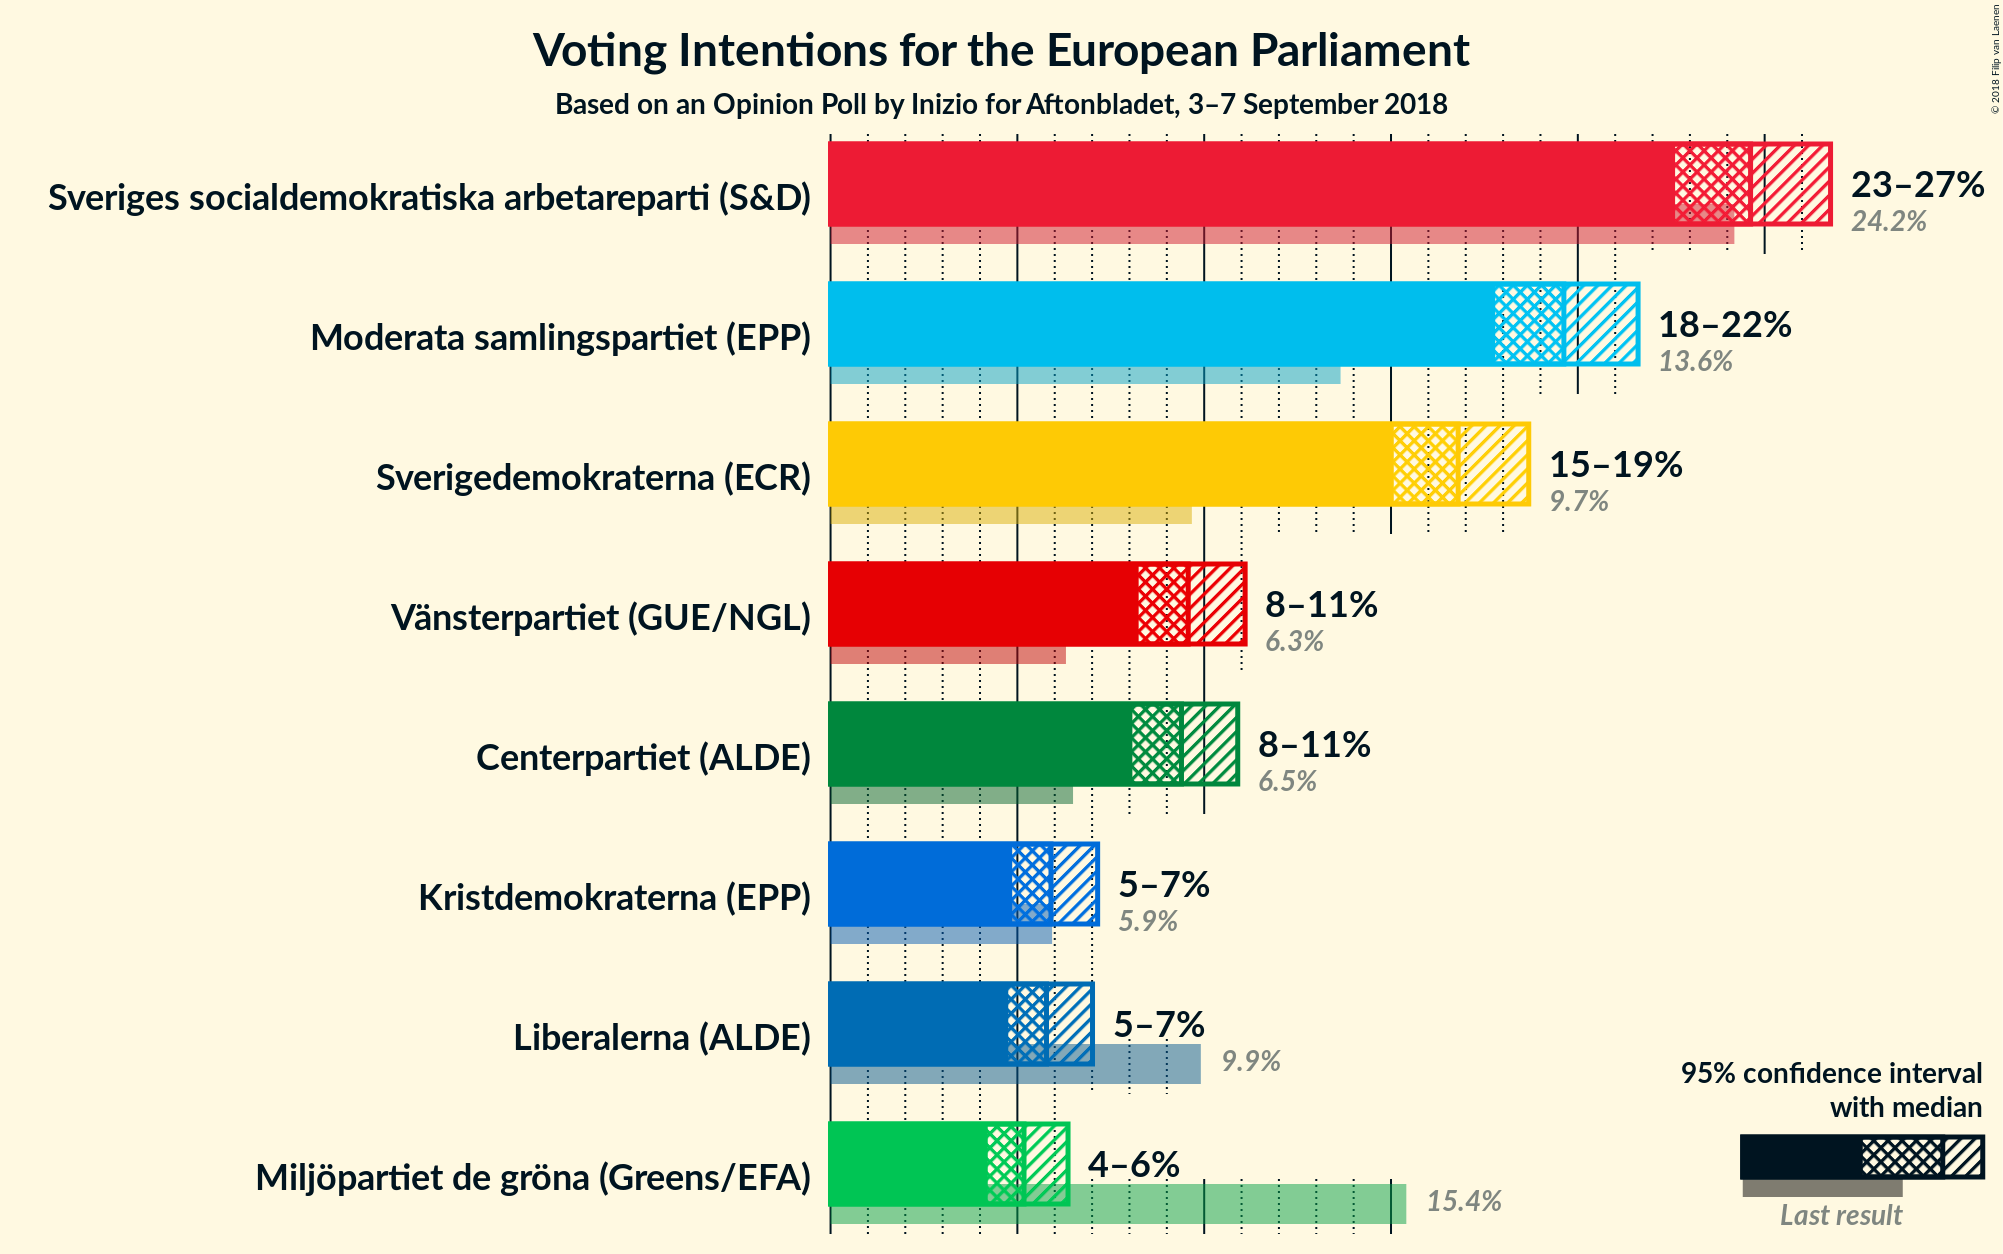 Voting Intentions for the European Parliament
Based on an Opinion Poll by Inizio for Aftonbladet, 3–7 September 2018
© 2018 Filip van Laenen
Sveriges socialdemokratiska arbetareparti (S&D)
23–27%
24.2%
Moderata samlingspartiet (EPP)
18–22%
13.6%
Sverigedemokraterna (ECR)
15–19%
9.7%
Vänsterpartiet (GUE/NGL)
8–11%
6.3%
Centerpartiet (ALDE)
8–11%
6.5%
Kristdemokraterna (EPP)
5–7%
5.9%
Liberalerna (ALDE)
5–7%
9.9%
Miljöpartiet de gröna (Greens/EFA)
4–6%
15.4%
95% confidence interval
with median
Last result